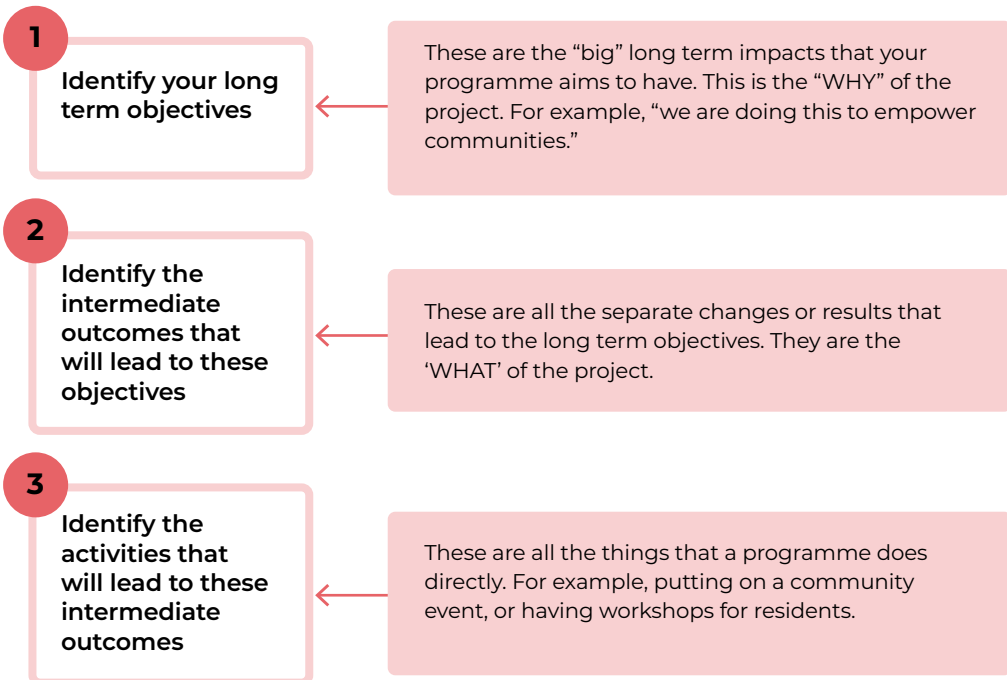 1
Identify your long
term objectives
These are the “big” long term impacts that your
programme aims to have. This is the “WHY” of the
project. For example, “we are doing this to empower
communities.”
2
Identify the
intermediate
outcomes that
will lead to these
objectives
These are all the separate changes or results that
lead to the long term objectives. They are the
‘WHAT’ of the project.
3
Identify the
activities that
will lead to these
intermediate
outcomes
These are all the things that a programme does
directly. For example, putting on a community
event, or having workshops for residents.